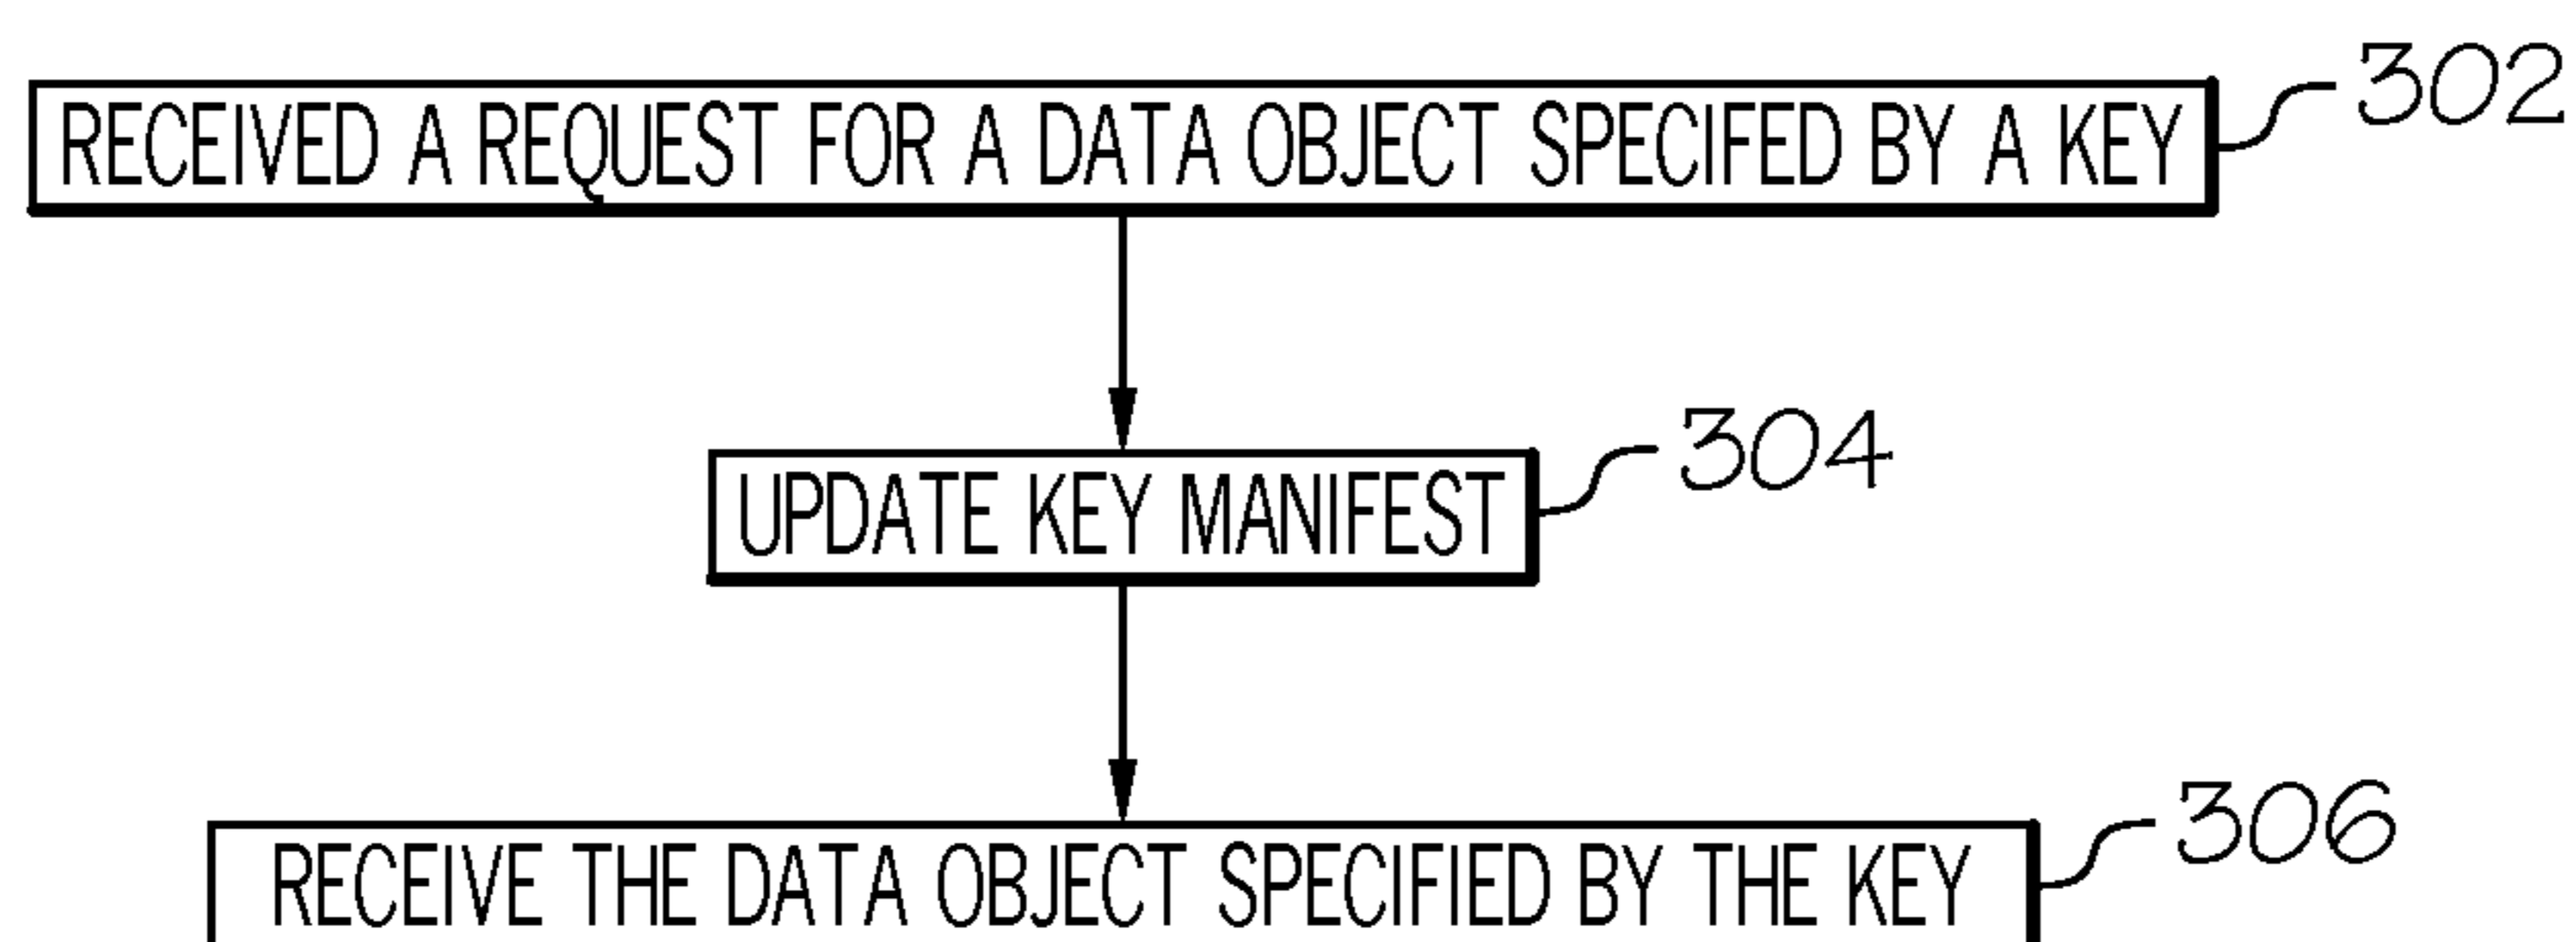 RECEIVED A REQUEST FOR A DATA OBJECT SPECIFED BY A KEY
302
UPDATE KEY MANIFEST
304
RECEIVE THE DATA OBJECT SPECIFIED BY THE KEY
306